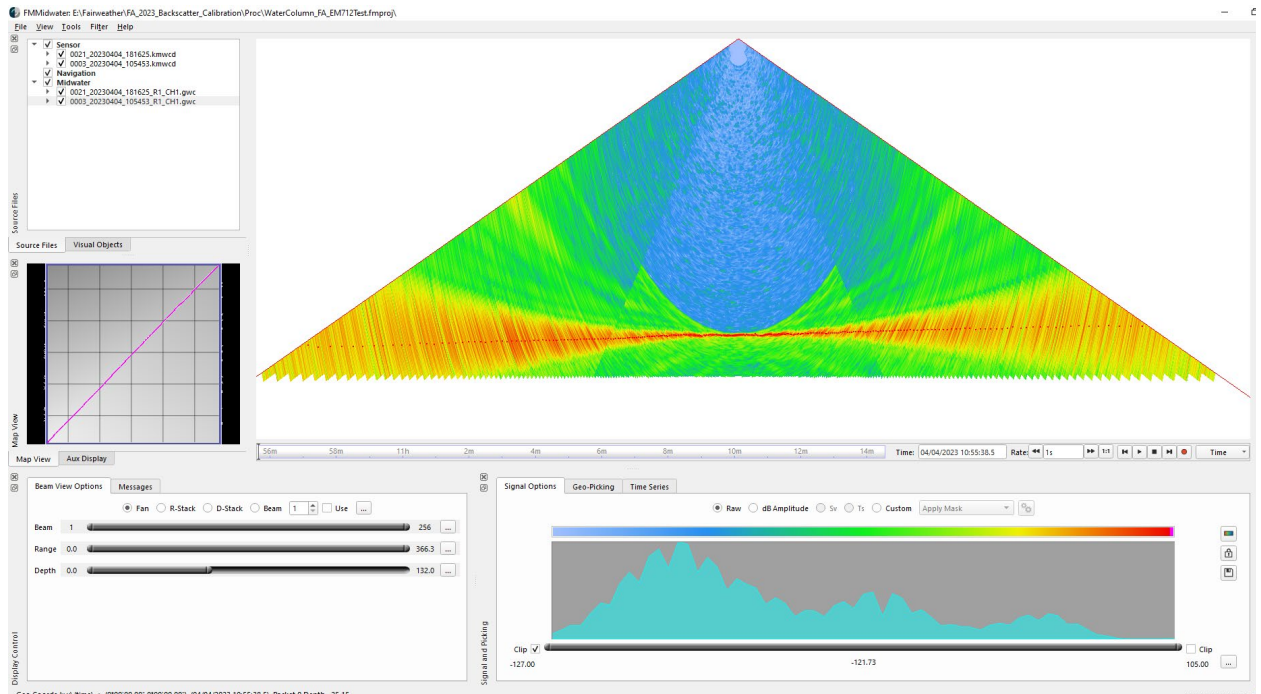 FMMidwater: E:\Fairweather\FA_2023_Backscatter_Calibration\Proc\WaterColumn_FA_EM712Test.fmproj\
File View Tools Filter Help
Sensor
0021_20230404_181625.kmwcd
0003_20230404_105453.kmwcd
Navigation
Midwater
0021_20230404_181625_R1_CH1.gwc
0003_20230404_105453_R1_CH1.gwc
Source Files
Source Files Visual Objects
Map View
Map View Aux Display
56m 58m 11h 2m 4m 6m 8m 10m 12m 14m Time: 04/04/2023 10:55:38.5 Rate: 1s 1:1 Time
Beam View Options Messages
Fan R-Stack D-Stack Beam 1 Use ...
Beam 1 256 ...
Range 0.0 366.3 ...
Depth 0.0 132.0 ...
Display Control
Signal Options Geo-Picking Time Series
Raw dB Amplitude Sv Ts Custom Apply Mask
Clip Clip
-127.00 -121.73 105.00 ...
Signal and Picking